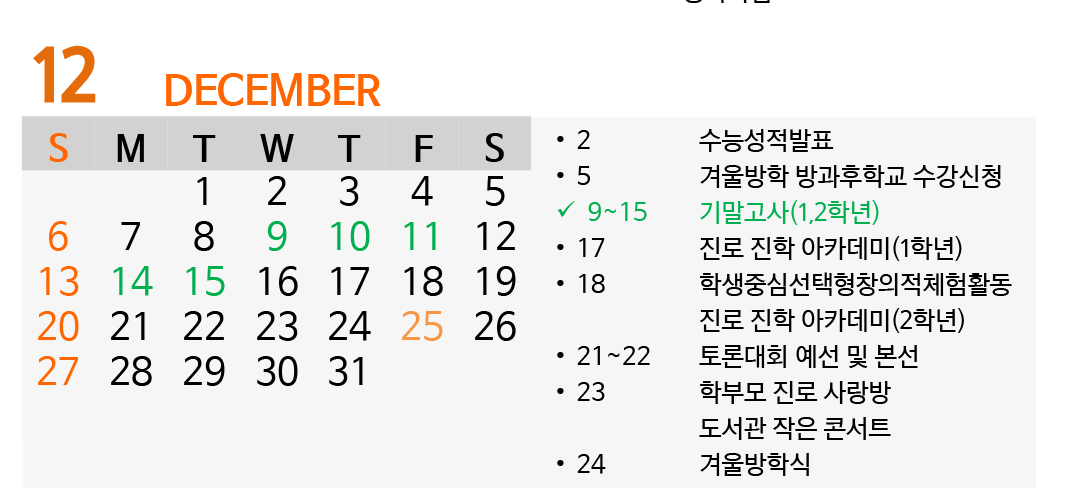 12 DECEMBER
S M T W T F S
1 2 3 4 5
6 7 8 9 10 11 12
13 14 15 16 17 18 19
20 21 22 23 24 25 26
27 28 29 30 31
• 2 수능성적발표
• 5 겨울방학 방과후학교 수강신청
✓ 9~15 기말고사(1,2학년)
• 17 진로 진학 아카데미(1학년)
• 18 학생중심선택형창의적체험활동
진로 진학 아카데미(2학년)
• 21~22 토론대회 예선 및 본선
• 23 학부모 진로 사랑방
도서관 작은 콘서트
• 24 겨울방학식